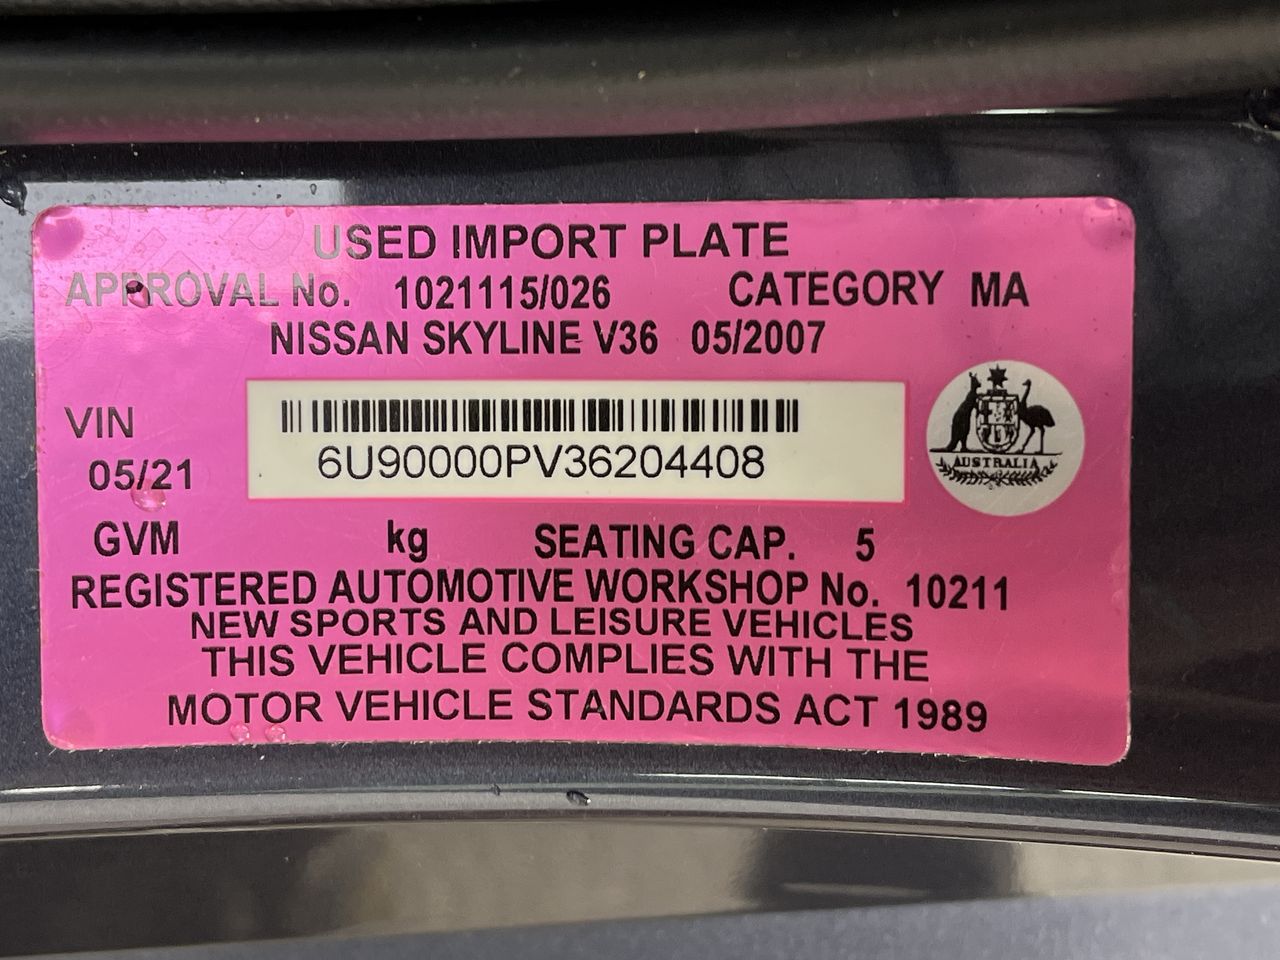 USED IMPORT PLATE
APPROVAL No. 1021115/026 CATEGORY MA
NISSAN SKYLINE V36 05/2007
VIN 6U90000PV36204408
05/21
AUSTRALIA
GVM kg SEATING CAP. 5
REGISTERED AUTOMOTIVE WORKSHOP No. 10211
NEW SPORTS AND LEISURE VEHICLES
THIS VEHICLE COMPLIES WITH THE
MOTOR VEHICLE STANDARDS ACT 1989